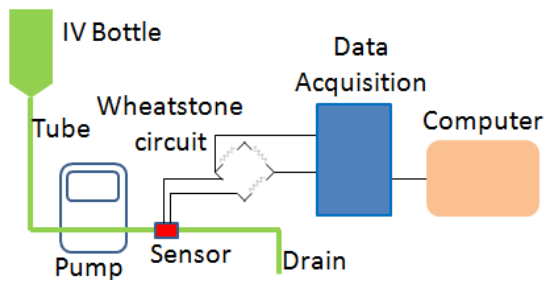 IV Bottle
Data
Acquisition
Wheatstone
circuit
Tube
Computer
Pump
Sensor
Drain